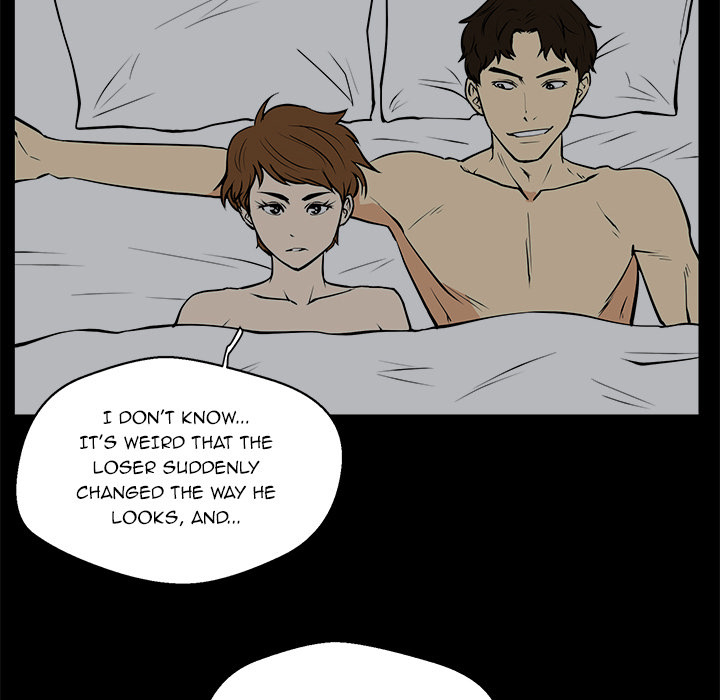 I DON'T KNOW...
IT'S WEIRD THAT THE
LOSER SUDDENLY
CHANGED THE WAY HE
LOOKS, AND...